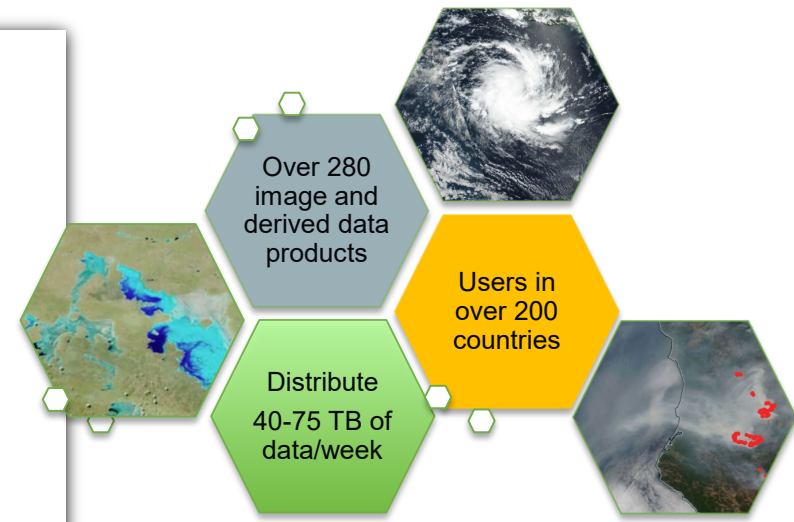 Over 280
image and
derived data
products
Users in
over 200
countries
Distribute
40-75 TB of
data/week